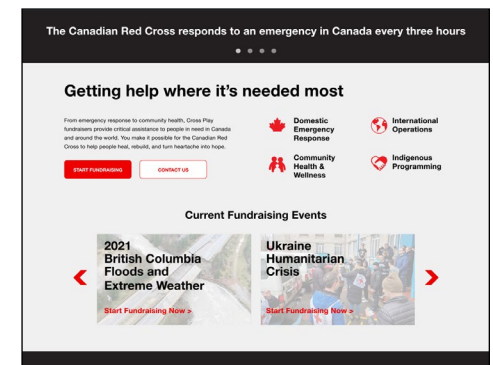 The Canadian Red Cross responds to an emergency in Canada every three hours
Getting help where it's needed most
From emergency response to community health, Cross Play
fundraisers provide critical assistance to people in need in Canada
and around the world. You make it possible for the Canadian Red
Cross to help people heal, rebuild, and turn heartache into hope.
START FUNDRAISING
CONTACT US
Domestic
Emergency
Response
International
Operations
Community
Health &
Wellness
Indigenous
Programming
Current Fundraising Events
2021
British Columbia
Floods and
Extreme Weather
Start Fundraising Now >
Ukraine
Humanitarian
Crisis
Start Fundraising Now >